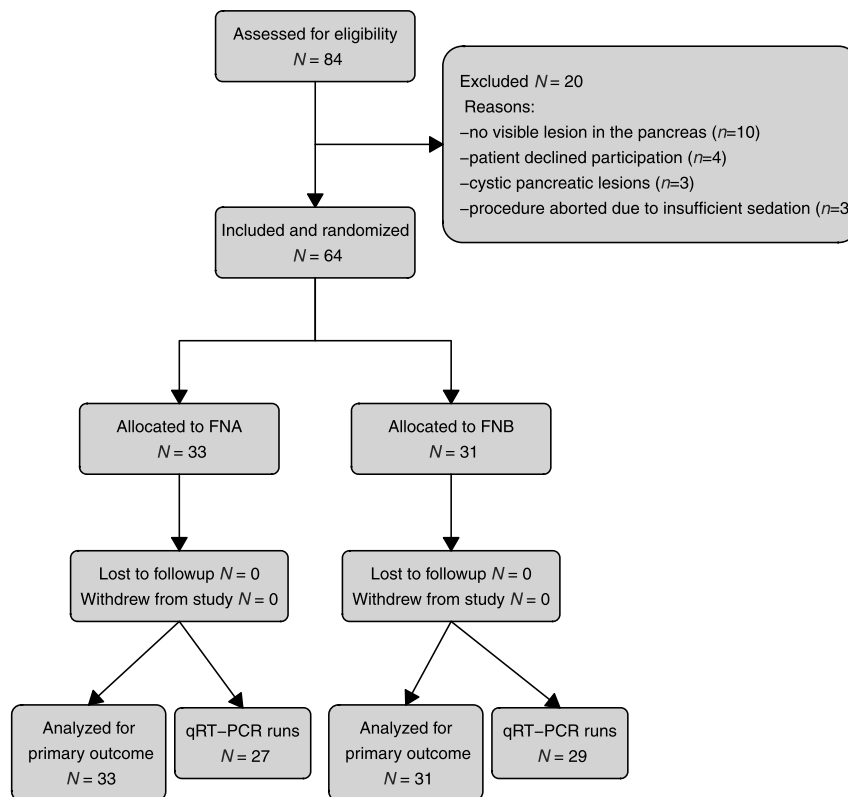 Assessed for eligibility
N = 84
Excluded N = 20
Reasons:
–no visible lesion in the pancreas (n=10)
–patient declined participation (n=4)
–cystic pancreatic lesions (n=3)
–procedure aborted due to insufficient sedation (n=3
Included and randomized
N = 64
Allocated to FNA
N = 33
Allocated to FNB
N = 31
Lost to followup N = 0
Withdrew from study N = 0
Lost to followup N = 0
Withdrew from study N = 0
Analyzed for
primary outcome
N = 33
qRT–PCR runs
N = 27
Analyzed for
primary outcome
N = 31
qRT–PCR runs
N = 29